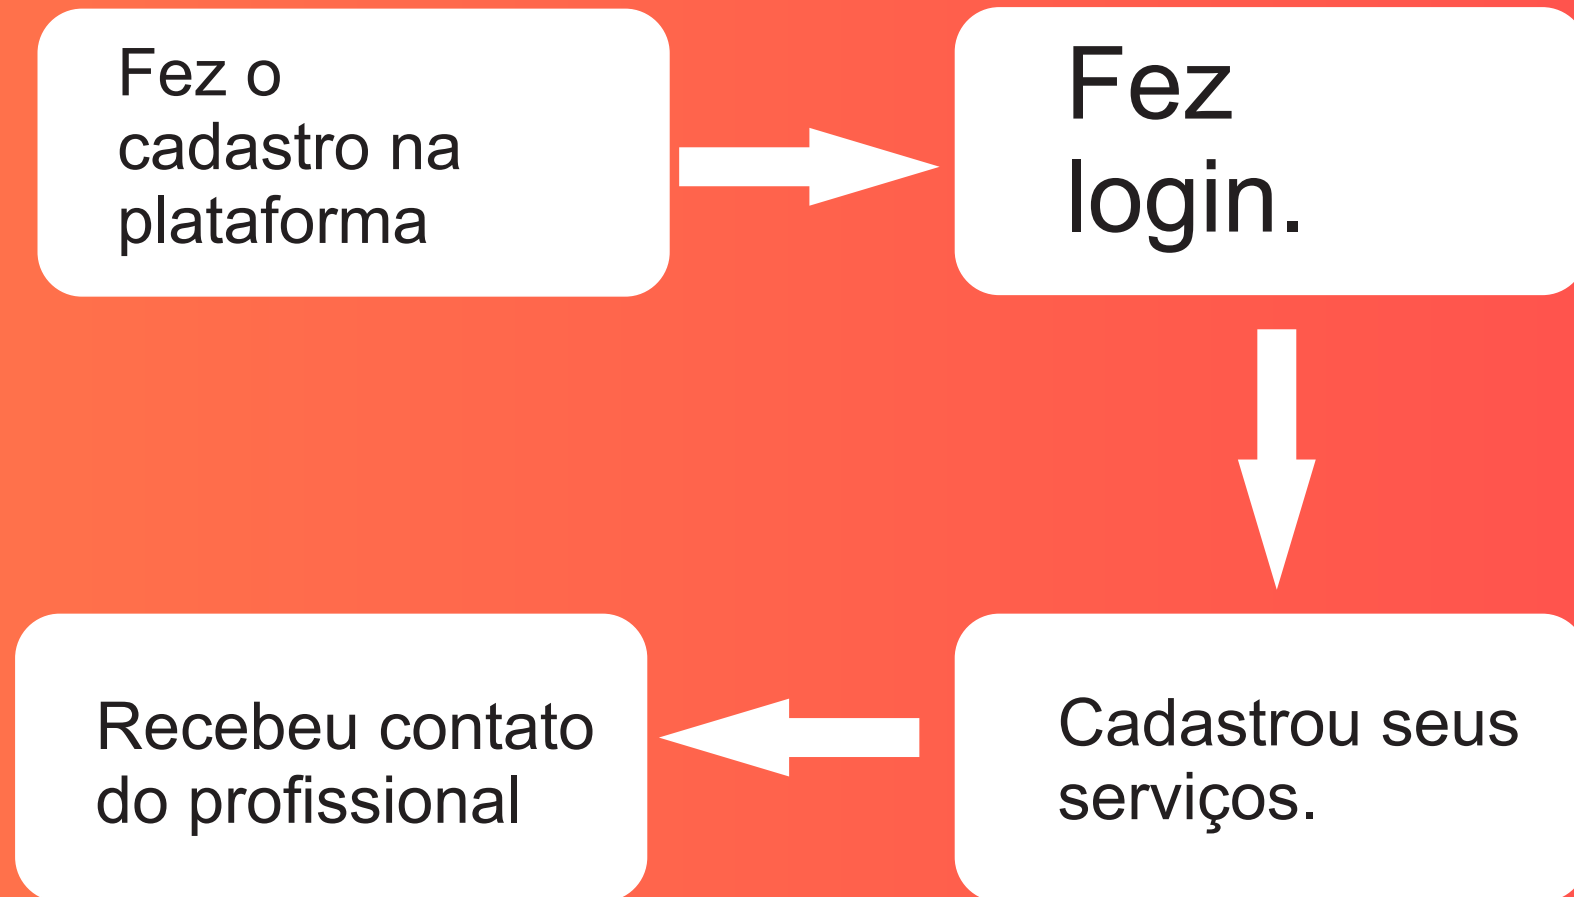 Fez o
cadastro na
plataforma
Fez
login.
Cadastrou seus
serviços.
Recebeu contato
do profissional